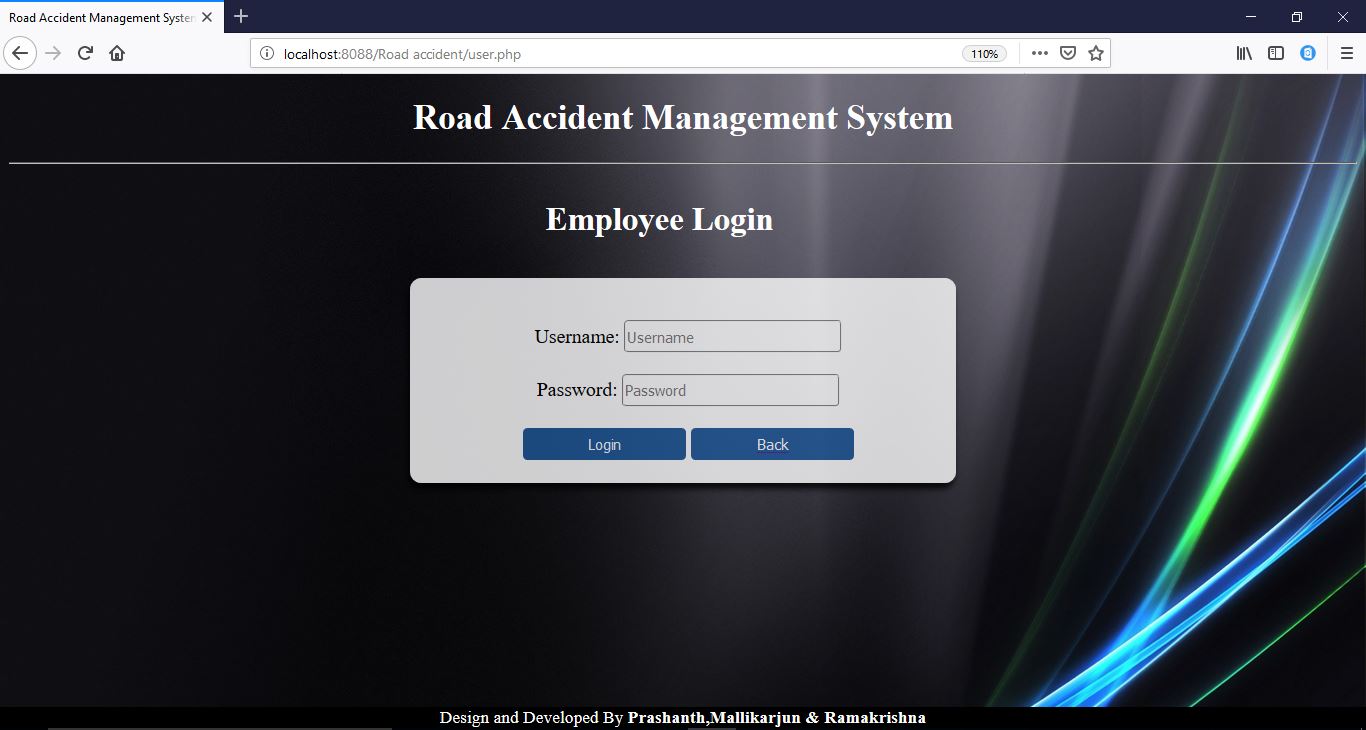 Road Accident Management System
localhost:8088/Road accident/user.php
110%
Road Accident Management System
Employee Login
Username: Username
Password: Password
Login Back
Design and Developed By Prashanth,Mallikarjun & Ramakrishna